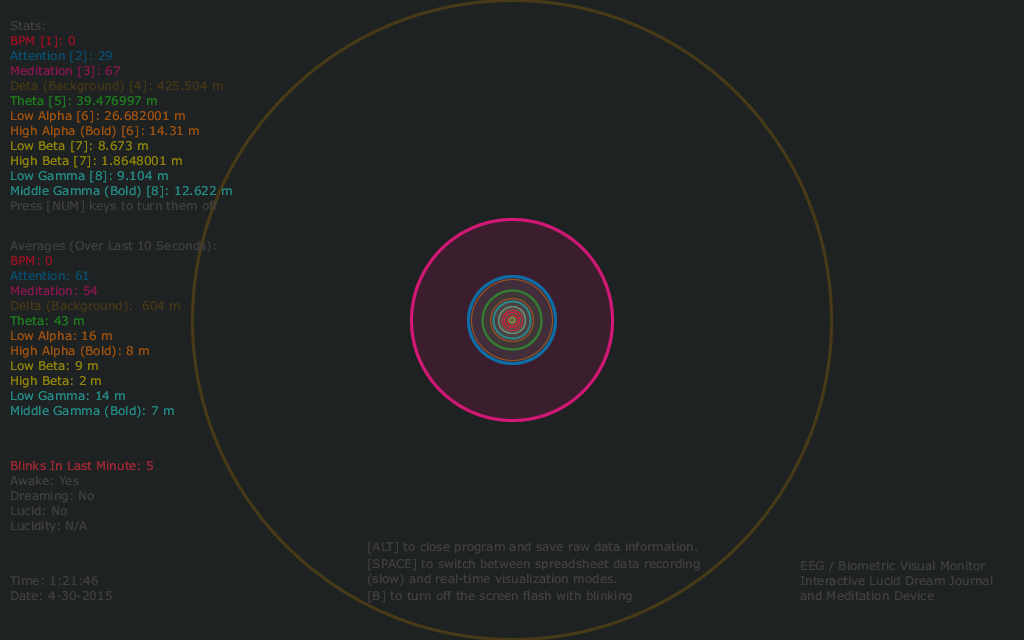 Stats:
BPM [1]: 0
Attention [2]: 29
Meditation [3]: 67
Deta (Background) [4]: 425.504 m
Theta [5]: 39.476997 m
Low Alpha [6]: 26.682001 m
High Alpha (Bold) [6]: 14.31 m
Low Beta [7]: 8.673 m
High Beta [7]: 1.8648001 m
Low Gamma [8]: 9.104 m
Middle Gamma (Bold) [8]: 12.622 m
Press [NUM] keys to turn them off
Averages (Over Last 10 Seconds):
BPM: 0
Attention: 61
Meditation: 54
Delta (Background): 604 m
Theta: 43 m
Low Alpha: 16 m
High Alpha (Bold): 8 m
Low Beta: 9 m
High Beta: 2 m
Low Gamma: 14 m
Middle Gamma (Bold): 7 m
Blinks In Last Minute: 5
Awake: Yes
Dreaming: No
Lucid: No
Lucidity: N/A
Time: 1:21:46
Date: 4-30-2015
[ALT] to close program and save raw data information.
[SPACE] to switch between spreadsheet data recording
(slow) and real-time visualization modes.
[B] to turn off the screen flash with blinking
EEG / Biometric Visual Monitor
Interactive Lucid Dream Journal
and Meditation Device